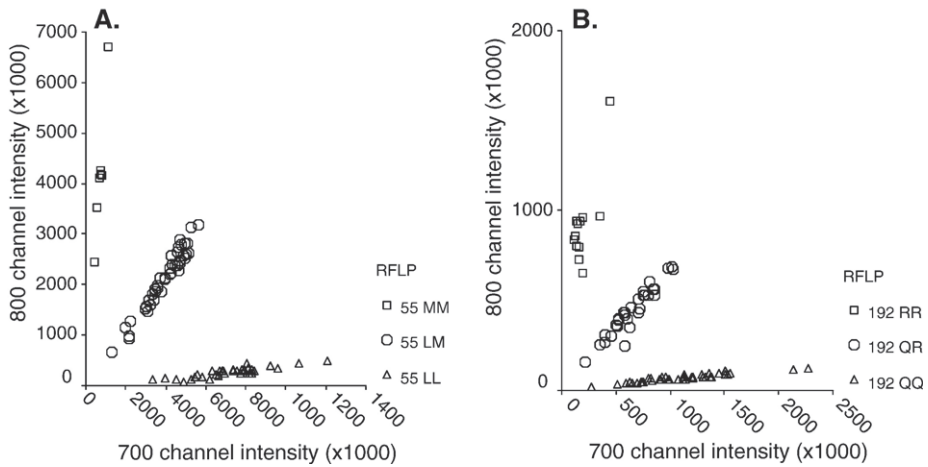 A.
800 channel intensity (x1000)
7000
6000
5000
4000
3000
2000
1000
0
0 2000 4000 6000 8000 1000 1200 1400
700 channel intensity (x1000)
RFLP
55 MM
55 LM
55 LL
B.
800 channel intensity (x1000)
2000
1000
0
0 500 1000 1500 2000 2500
700 channel intensity (x1000)
RFLP
192 RR
192 QR
192 QQ